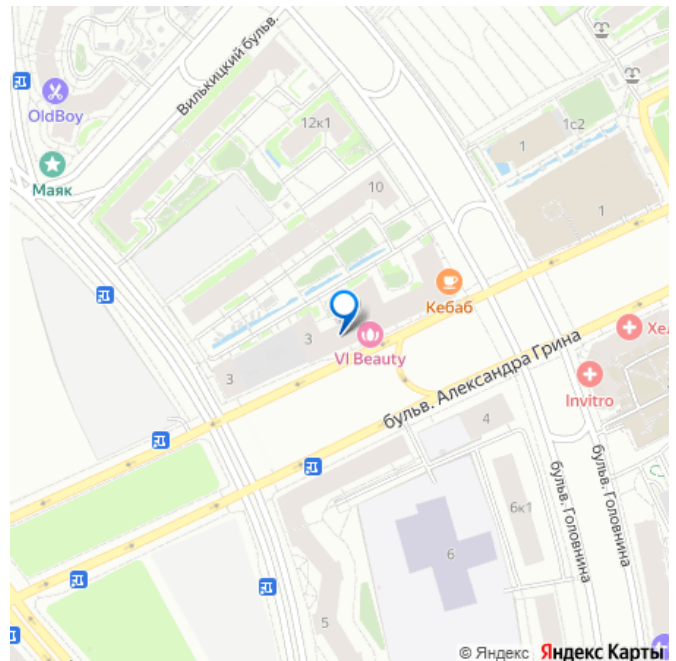 Вилькицкий бульв.
OldBoy
Маяк
12к1
1с2
1
10
1
Кебаб
3
VI Beauty
3
Invitro
бульв. Александра Грина
4
6к1
бульв. Головнина
бульв. Головнина
6
5
© Яндекс Яндекс Карты